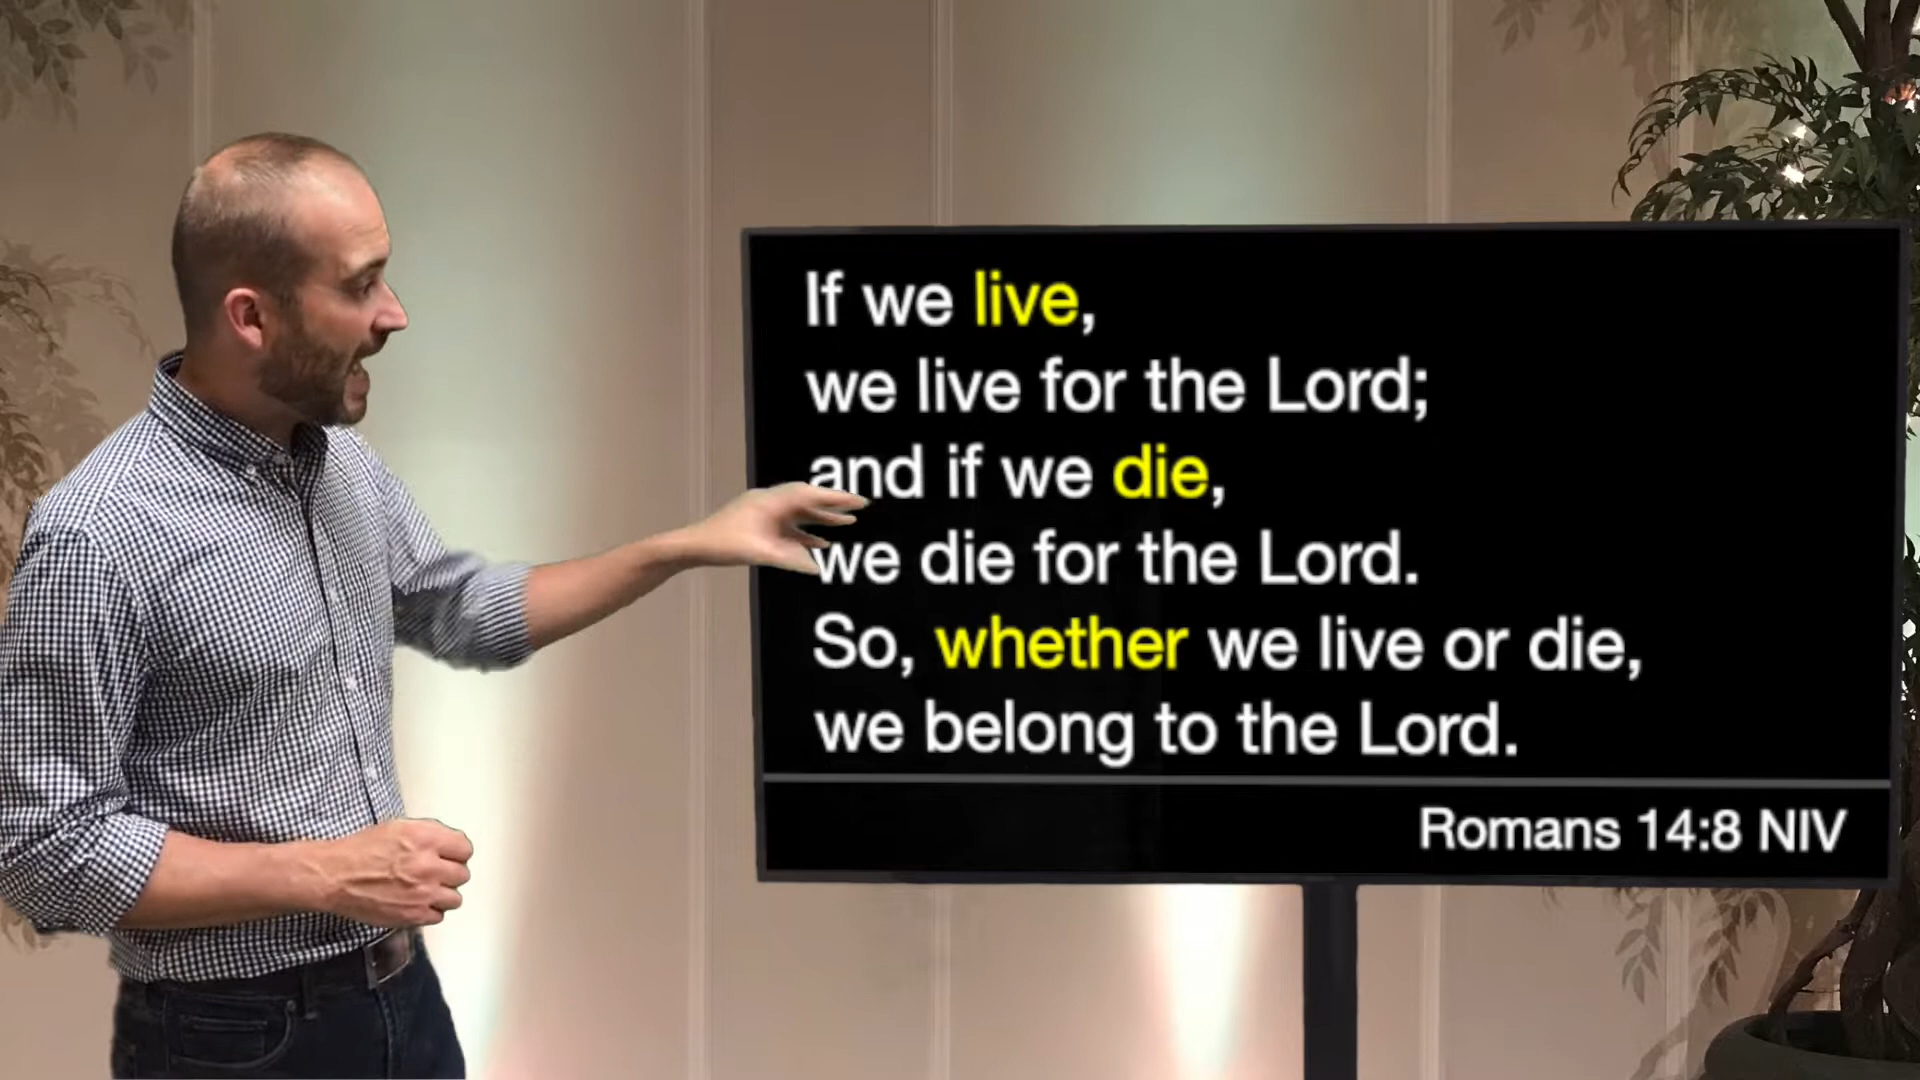 If we live,
we live for the Lord;
and if we die,
we die for the Lord.
So, whether we live or die,
we belong to the Lord.
Romans 14:8 NIV